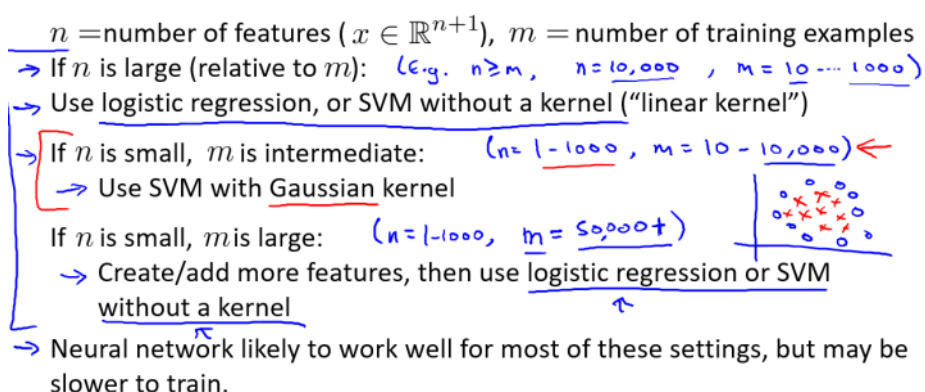 n =number of features ( x ∈ ℝⁿ⁺¹), m = number of training examples
→ If n is large (relative to m): (E.g. n≥m, n=10,000 , m = 10 .... 1000)
→ Use logistic regression, or SVM without a kernel (“linear kernel”)
→ If n is small, m is intermediate: (n= 1-1000, m = 10 - 10,000) ←
→ Use SVM with Gaussian kernel
If n is small, m is large: (n=1-1000, m = 50,000+)
→ Create/add more features, then use logistic regression or SVM
without a kernel
→ Neural network likely to work well for most of these settings, but may be
slower to train.